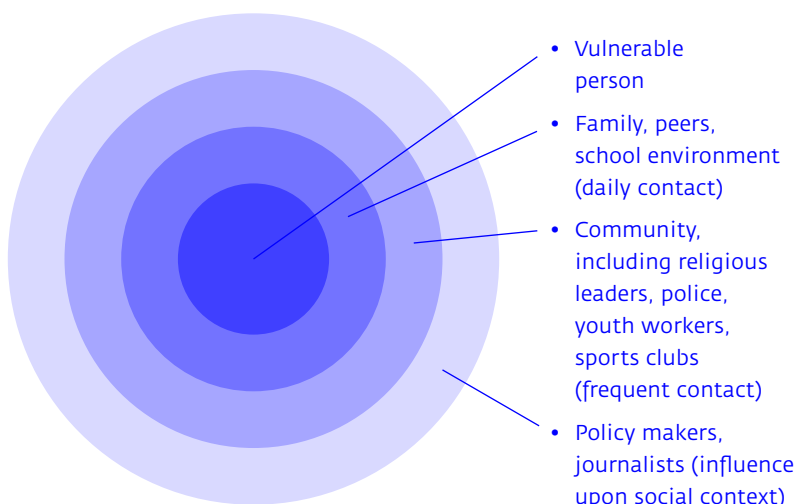 • Vulnerable
person
• Family, peers,
school environment
(daily contact)
• Community,
including religious
leaders, police,
youth workers,
sports clubs
(frequent contact)
• Policy makers,
journalists (influence
upon social context)